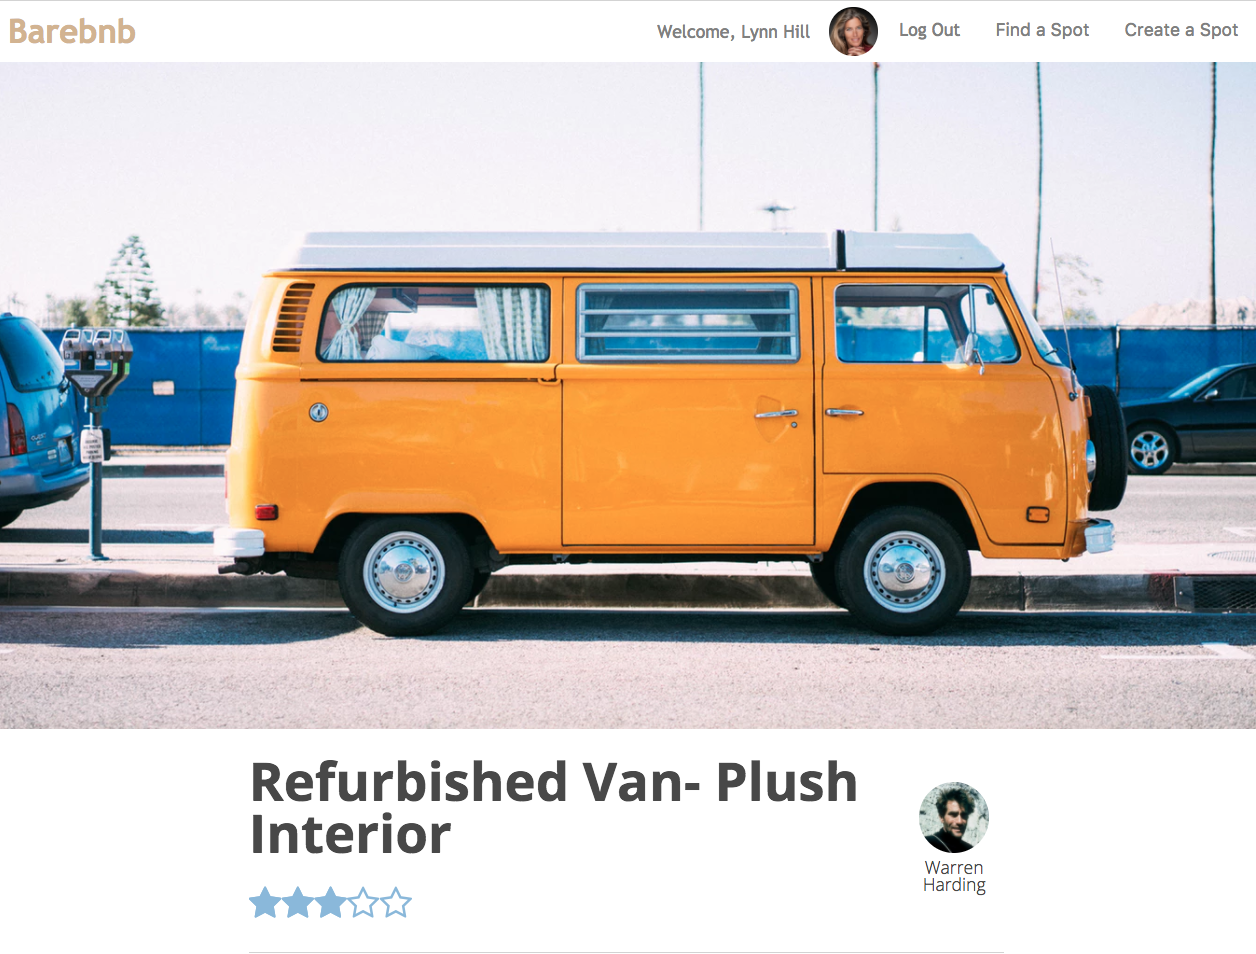 Barebnb
Welcome, Lynn Hill
Log Out
Find a Spot
Create a Spot
Refurbished Van- Plush
Interior
Warren
Harding